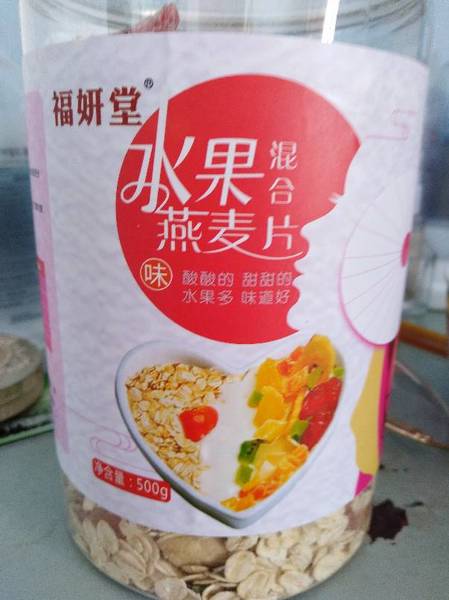 福妍堂®
水果混合
燕麦片
味 酸酸的 甜甜的
水果多 味道好
净含量：500g